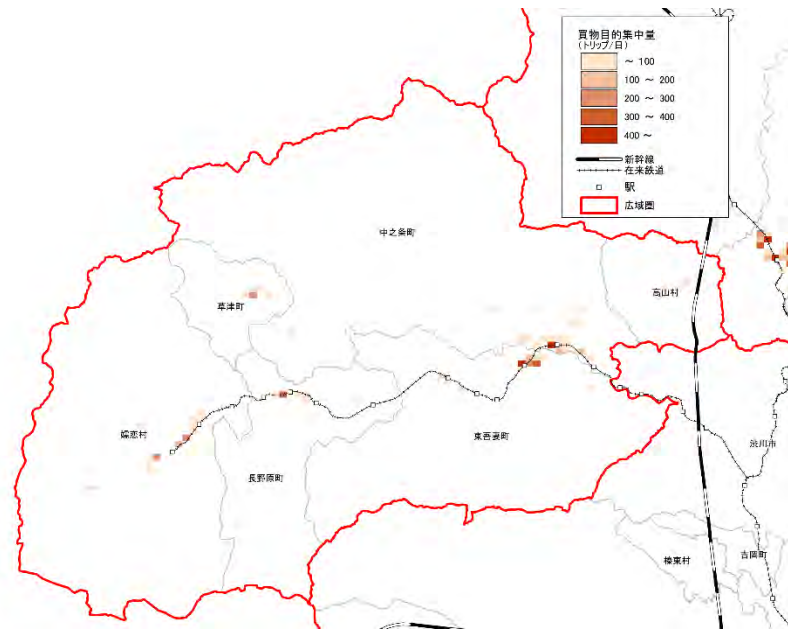 買物目的集中量
(トリップ/日)
～ 100
100 ～ 200
200 ～ 300
300 ～ 400
400 ～
新幹線
在来鉄道
駅
広域圏
中之条町
草津町
高山村
嬬恋村
長野原町
東吾妻町
渋川市
榛東村
吉岡町